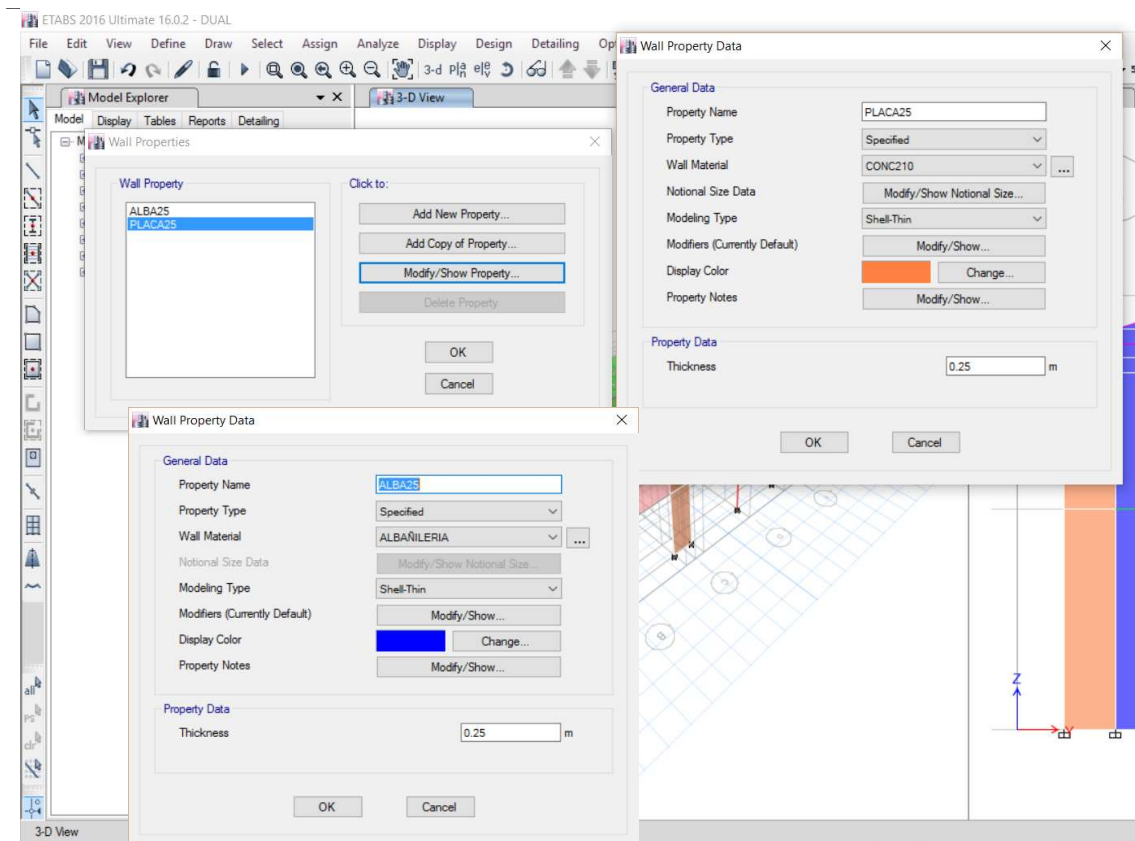 ETABS 2016 Ultimate 16.0.2 - DUAL
File Edit View Define Draw Select Assign Analyze Display Design Detailing
3-d
Model Explorer
3-D View
Model Display Tables Reports Detailing
Wall Properties
Wall Property
ALBA25
PLACA25
Click to:
Add New Property...
Add Copy of Property...
Modify/Show Property...
Delete Property
OK
Cancel
Wall Property Data
General Data
Property Name PLACA25
Property Type Specified
Wall Material CONC210 ...
Notional Size Data Modify/Show Notional Size...
Modeling Type Shell-Thin
Modifiers (Currently Default) Modify/Show...
Display Color Change...
Property Notes Modify/Show...
Property Data
Thickness 0.25 m
OK Cancel
Wall Property Data
General Data
Property Name ALBA25
Property Type Specified
Wall Material ALBAÑILERIA ...
Notional Size Data Modify/Show Notional Size...
Modeling Type Shell-Thin
Modifiers (Currently Default) Modify/Show...
Display Color Change...
Property Notes Modify/Show...
Property Data
Thickness 0.25 m
OK Cancel
Z
all
ps
clr
3-D View